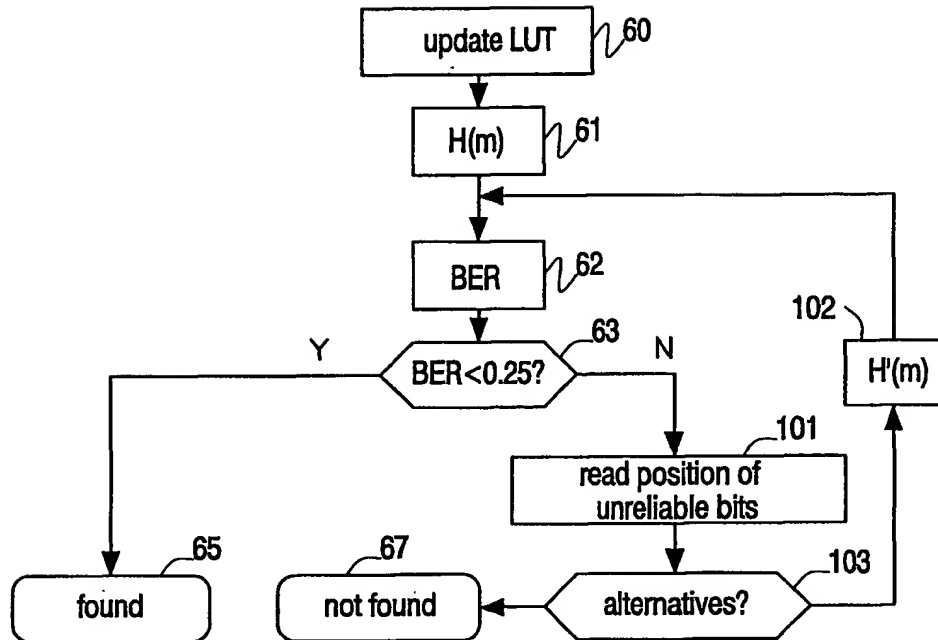 update LUT
60
H(m)
61
BER
62
102
63
Y
N
BER<0.25?
H'(m)
101
read position of
unreliable bits
65
67
103
found
not found
alternatives?